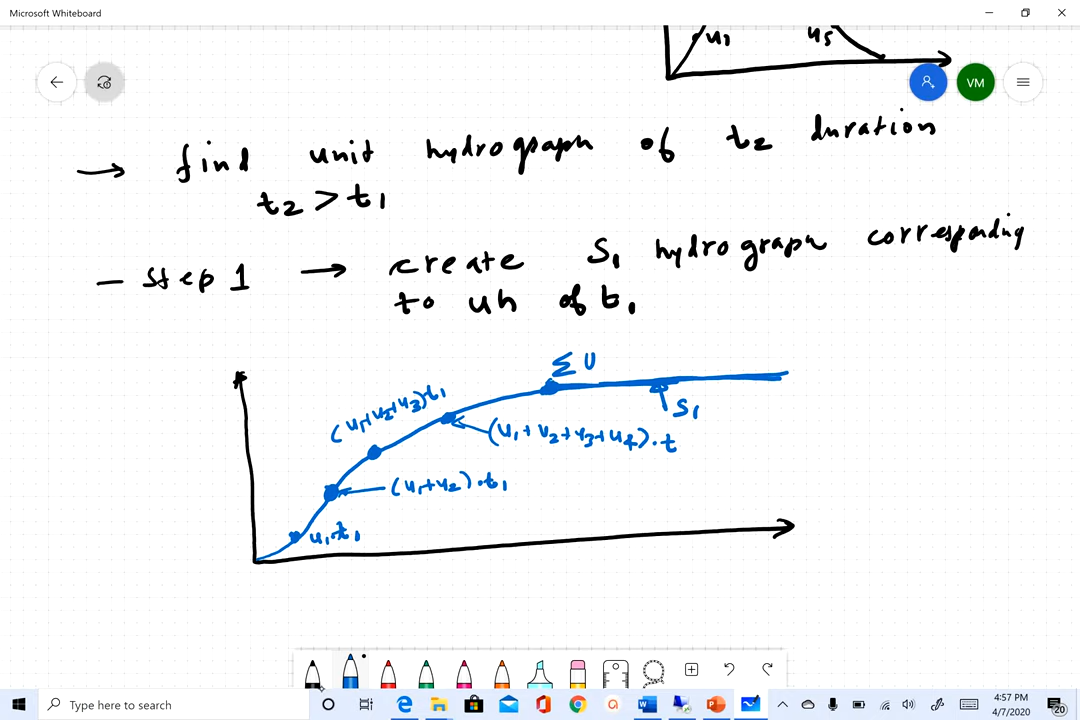 Microsoft Whiteboard
u1
u5
VM
→ find unit hydrograph of t2 duration
t2 > t1
- Step 1 → create S1 hydrograph corresponding
to uh of t1
Σ U
(u1+u2+u3)·t1
S1
(u1+u2+u3+u4)·t
(u1+u2)·t1
u1·t1
Type here to search
4:57 PM
4/7/2020
20